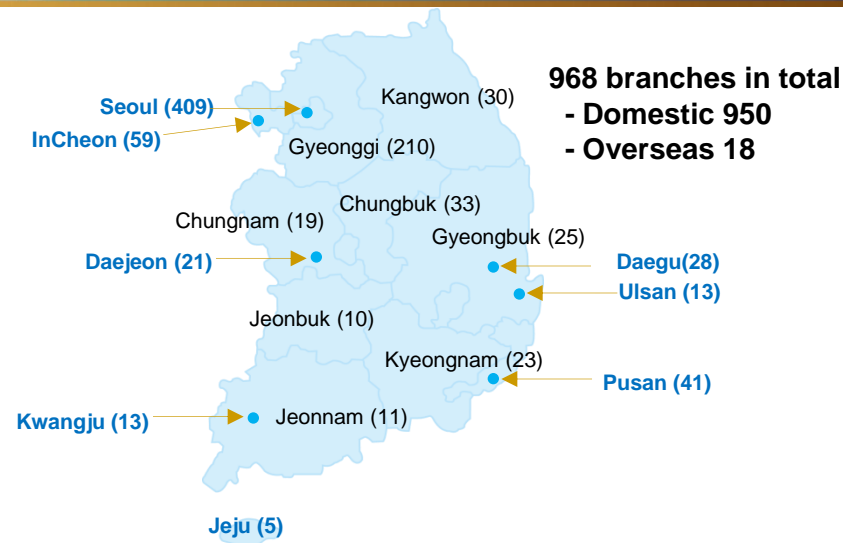 968 branches in total
- Domestic 950
- Overseas 18
Kangwon (30)
Seoul (409)
InCheon (59)
Gyeonggi (210)
Chungbuk (33)
Chungnam (19)
Gyeongbuk (25)
Daejeon (21)
Daegu(28)
Ulsan (13)
Jeonbuk (10)
Kyeongnam (23)
Pusan (41)
Kwangju (13)
Jeonnam (11)
Jeju (5)